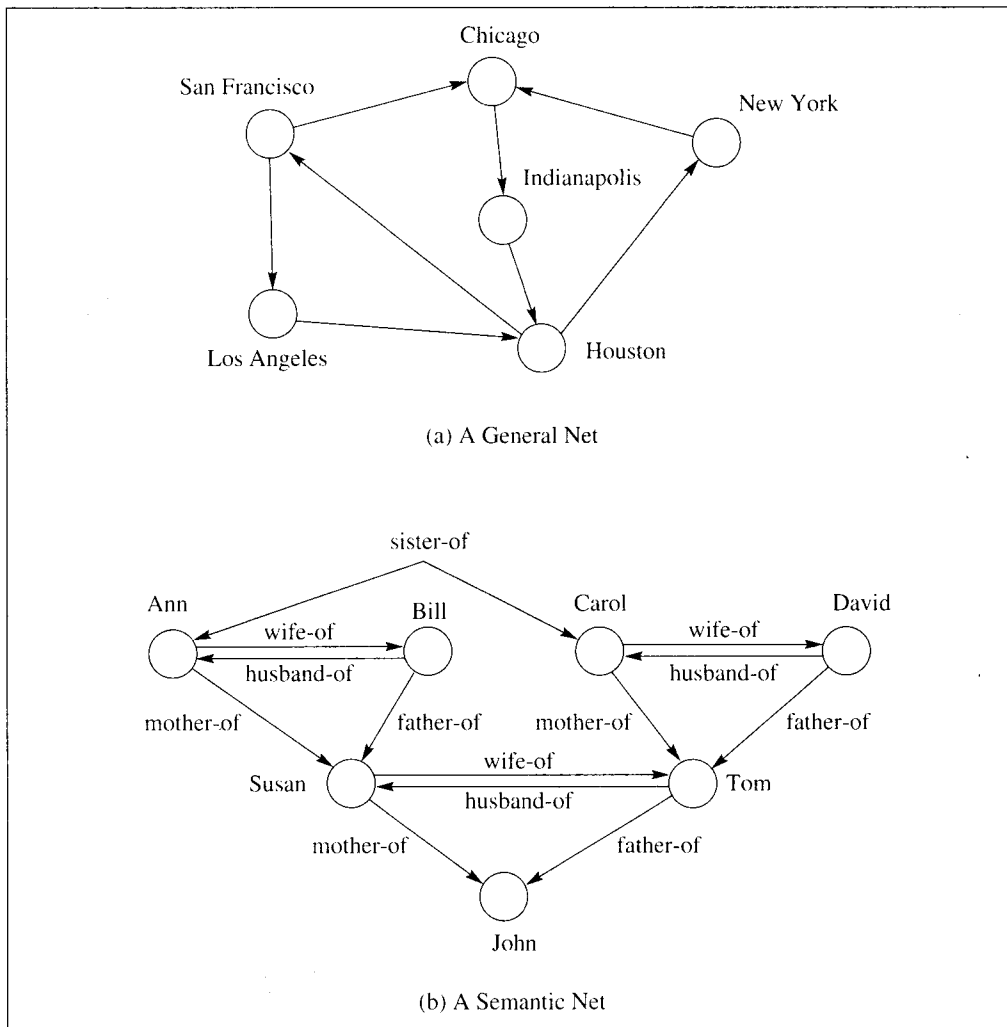 Chicago
San Francisco
New York
Indianapolis
Los Angeles
Houston
(a) A General Net
sister-of
Ann
Bill
Carol
David
wife-of
husband-of
wife-of
husband-of
mother-of
father-of
mother-of
father-of
Susan
wife-of
husband-of
Tom
mother-of
father-of
John
(b) A Semantic Net